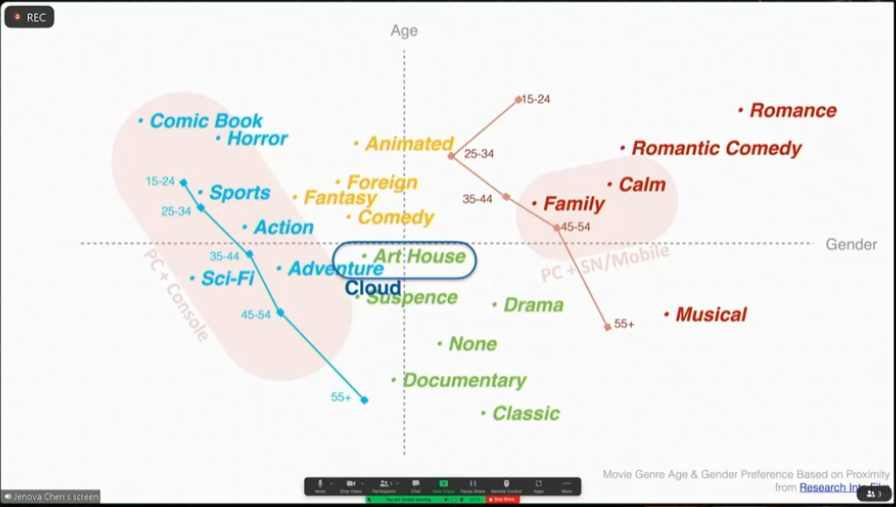 REC
Age
15-24
Romance
Comic Book
Horror
Animated
25-34
Romantic Comedy
15-24
Sports
Foreign
Calm
25-34
Fantasy
35-44
Family
Comedy
Action
45-54
Gender
35-44
Art House
PC + Console
Sci-Fi
Adventure
PC + SN/Mobile
Cloud
Suspence
Drama
45-54
Musical
55+
None
Documentary
55+
Classic
Movie Genre Age & Gender Preference Based on Proximity
from Research Into
Jenova Chen's screen
Mute
Stop Video
Participants
Chat
Pause Share
Remote Control
Apps
More
Stop Share
3